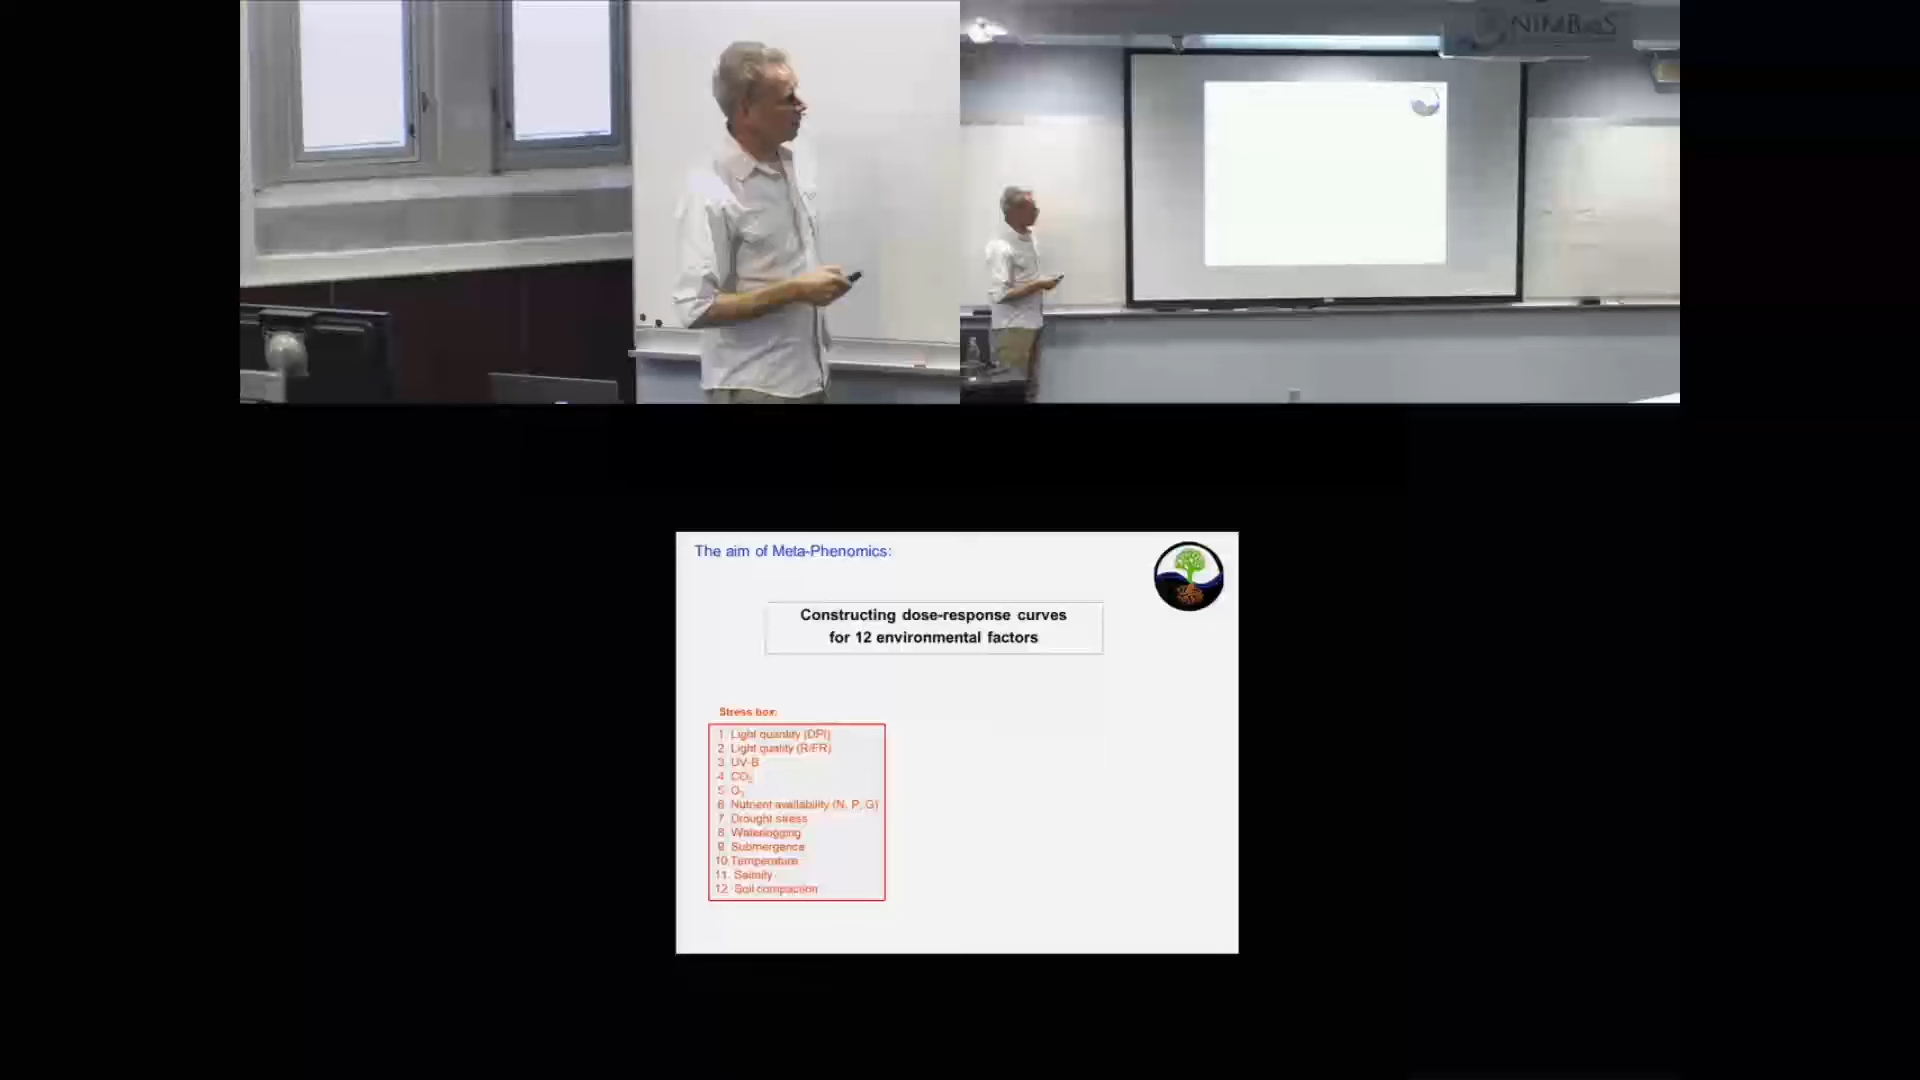 NIMBioS
The aim of Meta-Phenomics:
Constructing dose-response curves
for 12 environmental factors
Stress box:
1 Light quantity (DPI)
2 Light quality (R/FR)
3 UV-B
4 CO₂
5 O₃
6 Nutrient availability (N, P, G)
7 Drought stress
8 Waterlogging
9 Submergence
10 Temperature
11 Salinity
12 Soil compaction